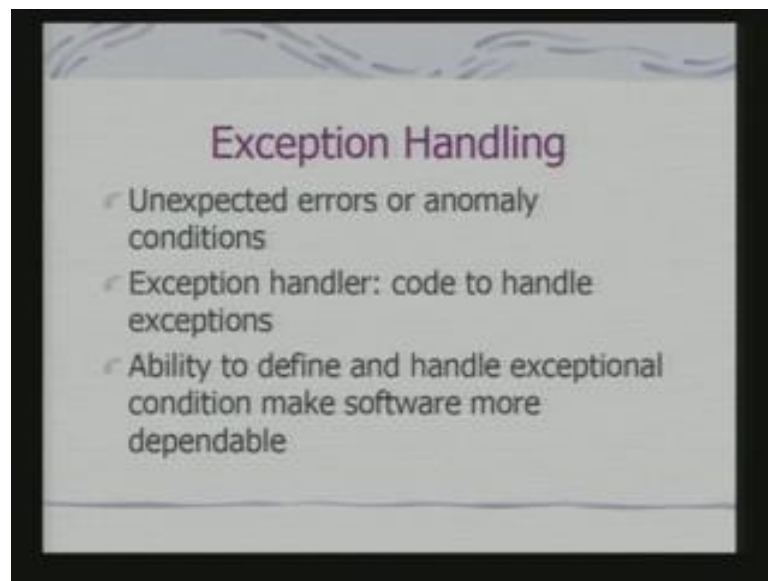 Exception Handling
Unexpected errors or anomaly
conditions
Exception handler: code to handle
exceptions
Ability to define and handle exceptional
condition make software more
dependable